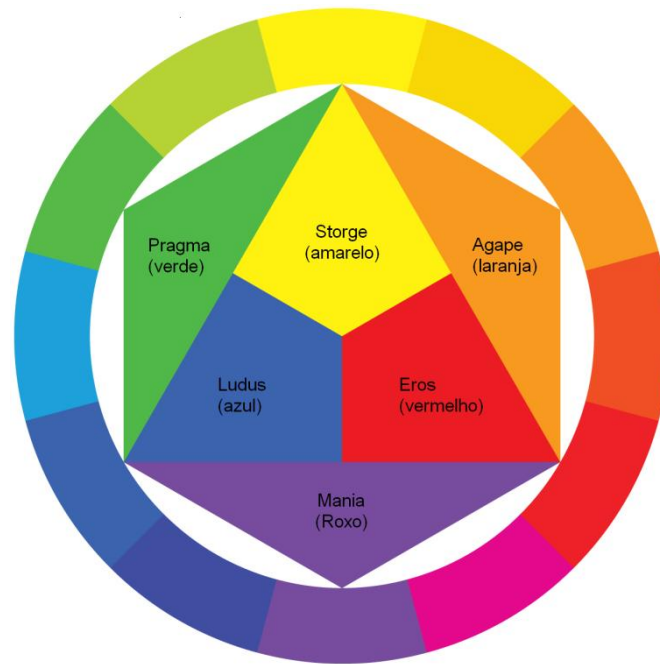 Storge
(amarelo)
Pragma
(verde)
Agape
(laranja)
Ludus
(azul)
Eros
(vermelho)
Mania
(Roxo)